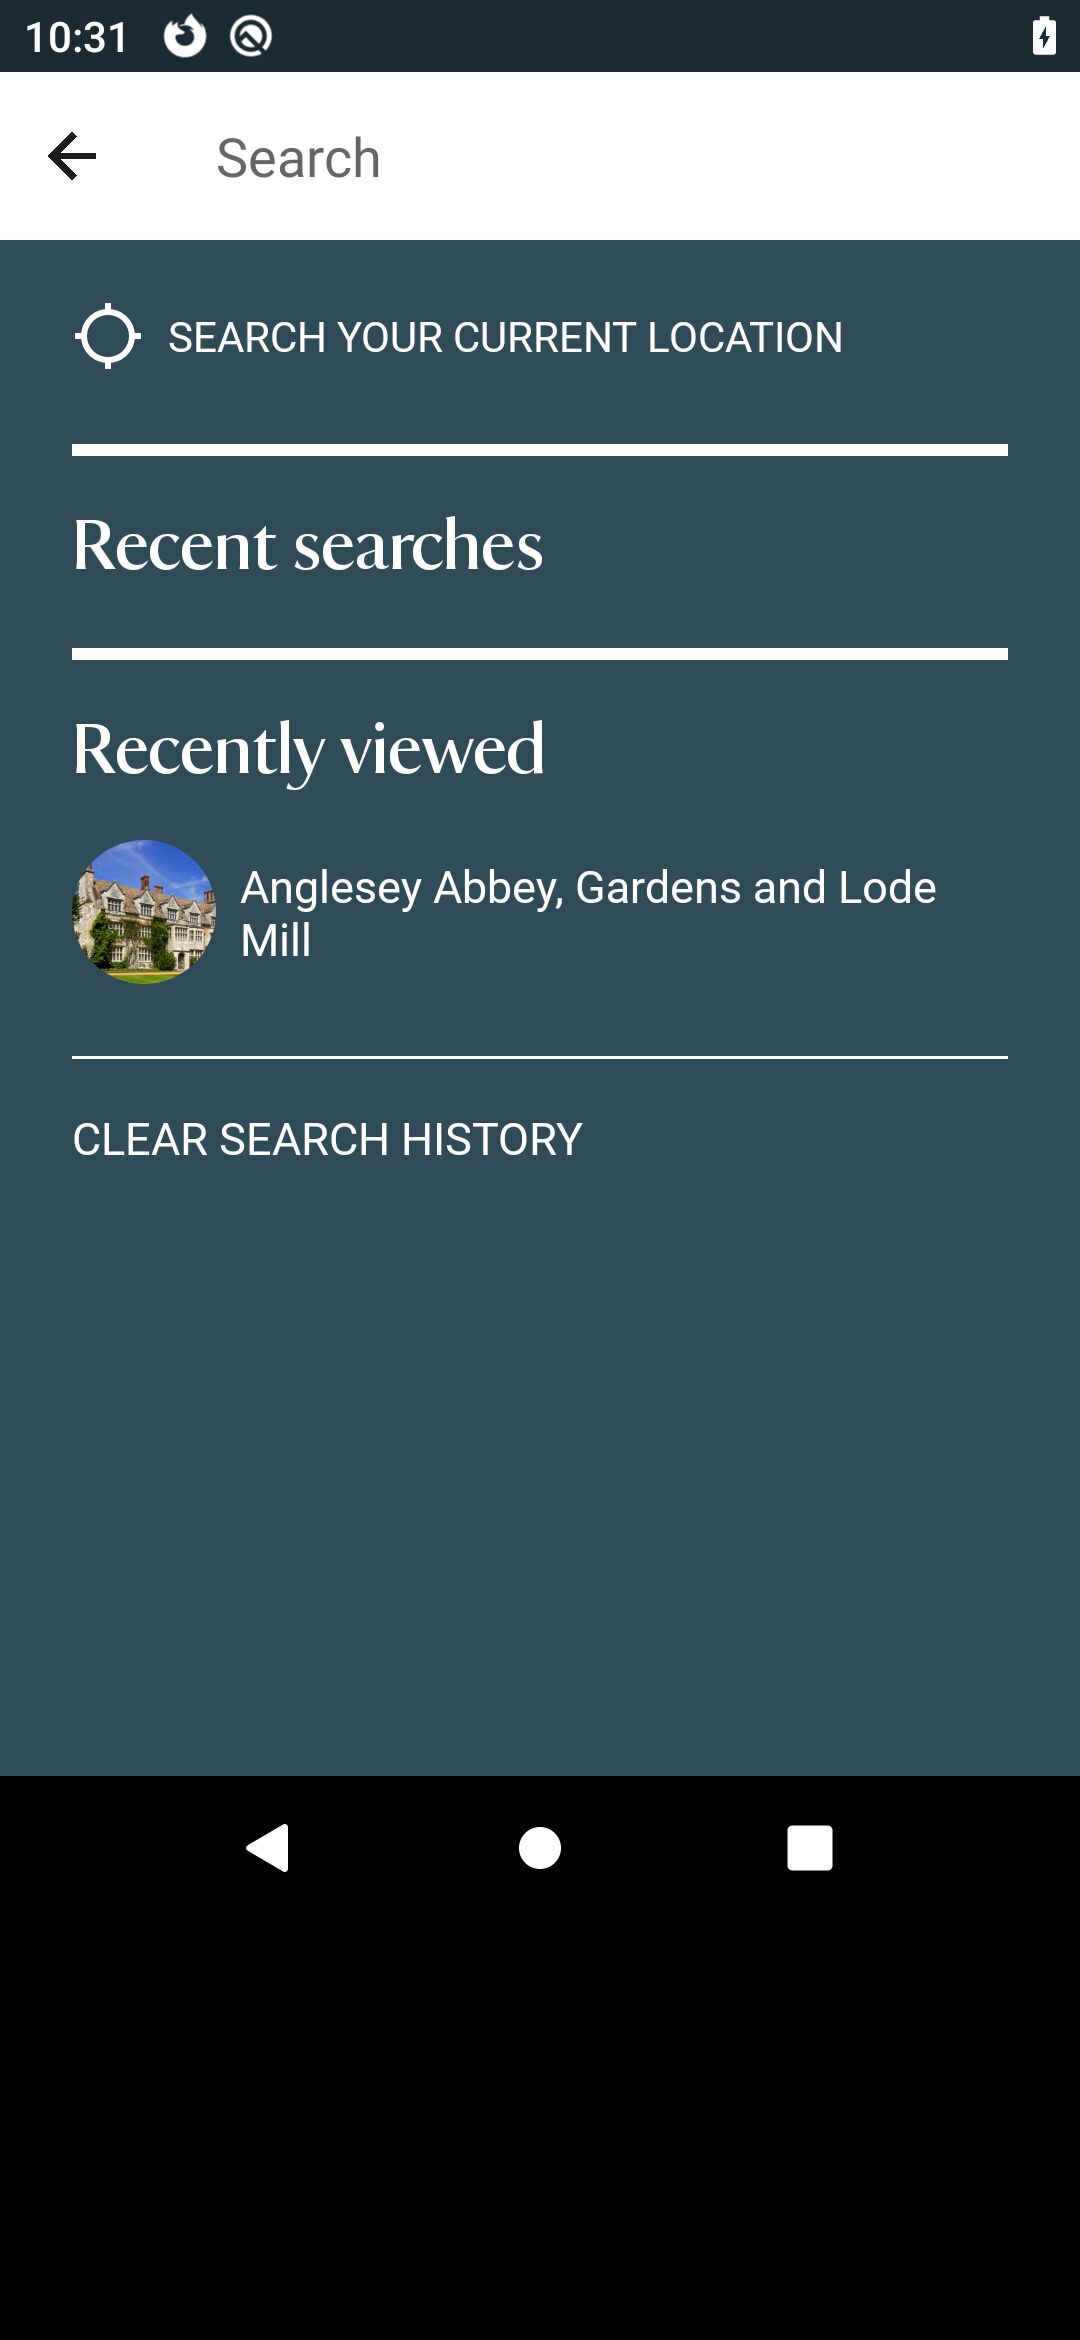 10:31
Search
SEARCH YOUR CURRENT LOCATION
Recent searches
Recently viewed
Anglesey Abbey, Gardens and Lode
Mill
CLEAR SEARCH HISTORY